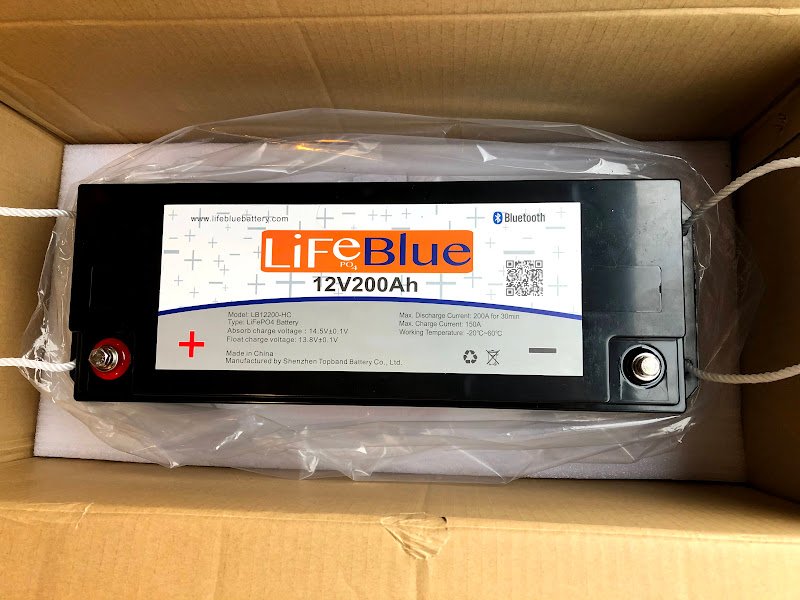 www.lifebluebattery.com
Bluetooth
LiFeBlue
PO4
12V200Ah
Model: LB12200-HC
Type: LiFePO4 Battery
Absorb charge voltage : 14.5V±0.1V
Float charge voltage : 13.8V±0.1V
Max. Discharge Current: 200A for 30min
Max. Charge Current: 150A
Working Temperature: -20℃~60℃
+
Made in China
Manufactured by Shenzhen Topband Battery Co., Ltd.
—